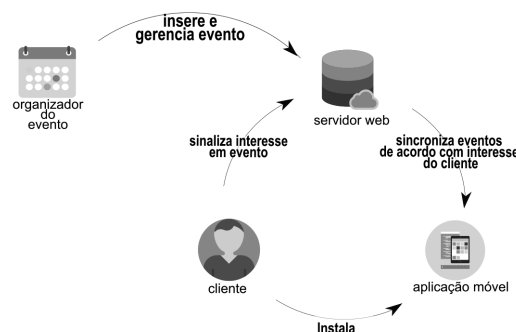 insere e
gerencia evento
organizador
do
evento
servidor web
sinaliza interesse
em evento
sincroniza eventos
de acordo com interesse
do cliente
cliente
aplicação móvel
Instala